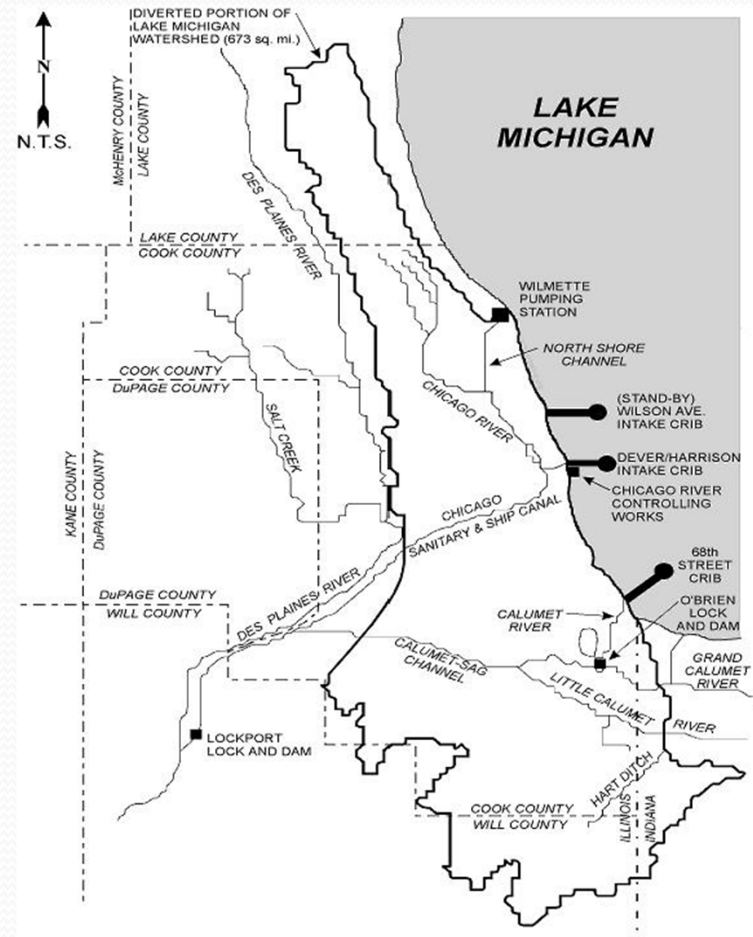 DIVERTED PORTION OF
LAKE MICHIGAN
WATERSHED (673 sq. mi.)
N
N.T.S.
McHENRY COUNTY
LAKE COUNTY
LAKE
MICHIGAN
DES PLAINES RIVER
LAKE COUNTY
COOK COUNTY
WILMETTE
PUMPING
STATION
NORTH SHORE
CHANNEL
COOK COUNTY
DuPAGE COUNTY
CHICAGO RIVER
(STAND-BY)
WILSON AVE.
INTAKE CRIB
SALT CREEK
KANE COUNTY
DuPAGE COUNTY
DEVER/HARRISON
INTAKE CRIB
CHICAGO RIVER
CONTROLLING
WORKS
CHICAGO
SANITARY & SHIP CANAL
68th
STREET
CRIB
DES PLAINES RIVER
DuPAGE COUNTY
WILL COUNTY
CALUMET
RIVER
O'BRIEN
LOCK
AND DAM
CALUMET-SAG
CHANNEL
GRAND
CALUMET
RIVER
LITTLE CALUMET RIVER
LOCKPORT
LOCK AND DAM
HART DITCH
COOK COUNTY
WILL COUNTY
ILLINOIS
INDIANA